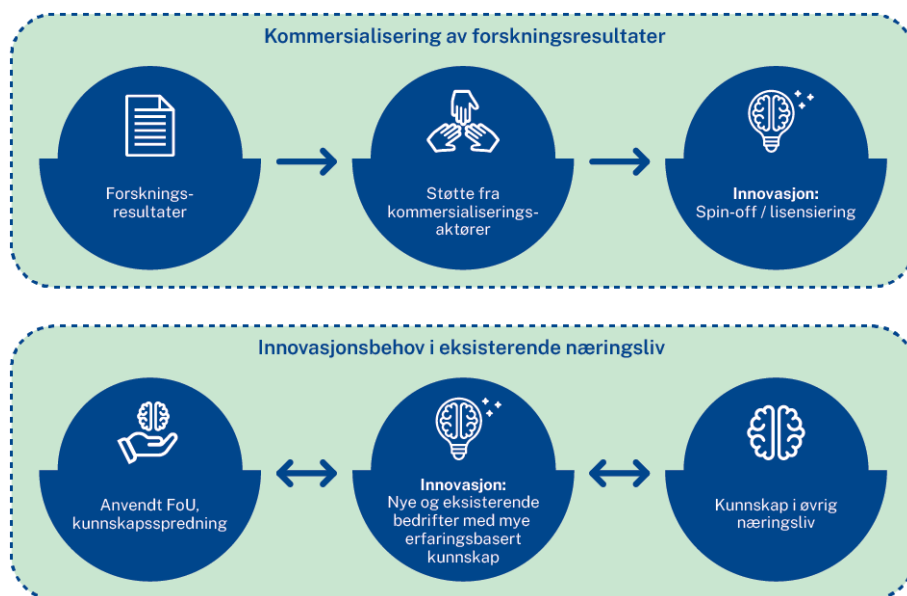 Kommersialisering av forskningsresultater
Forsknings-
resultater
Støtte fra
kommersialiserings-
aktører
Innovasjon:
Spin-off / lisensiering
Innovasjonsbehov i eksisterende næringsliv
Anvendt FoU,
kunnskapsspredning
Innovasjon:
Nye og eksisterende
bedrifter med mye
erfaringsbasert
kunnskap
Kunnskap i øvrig
næringsliv